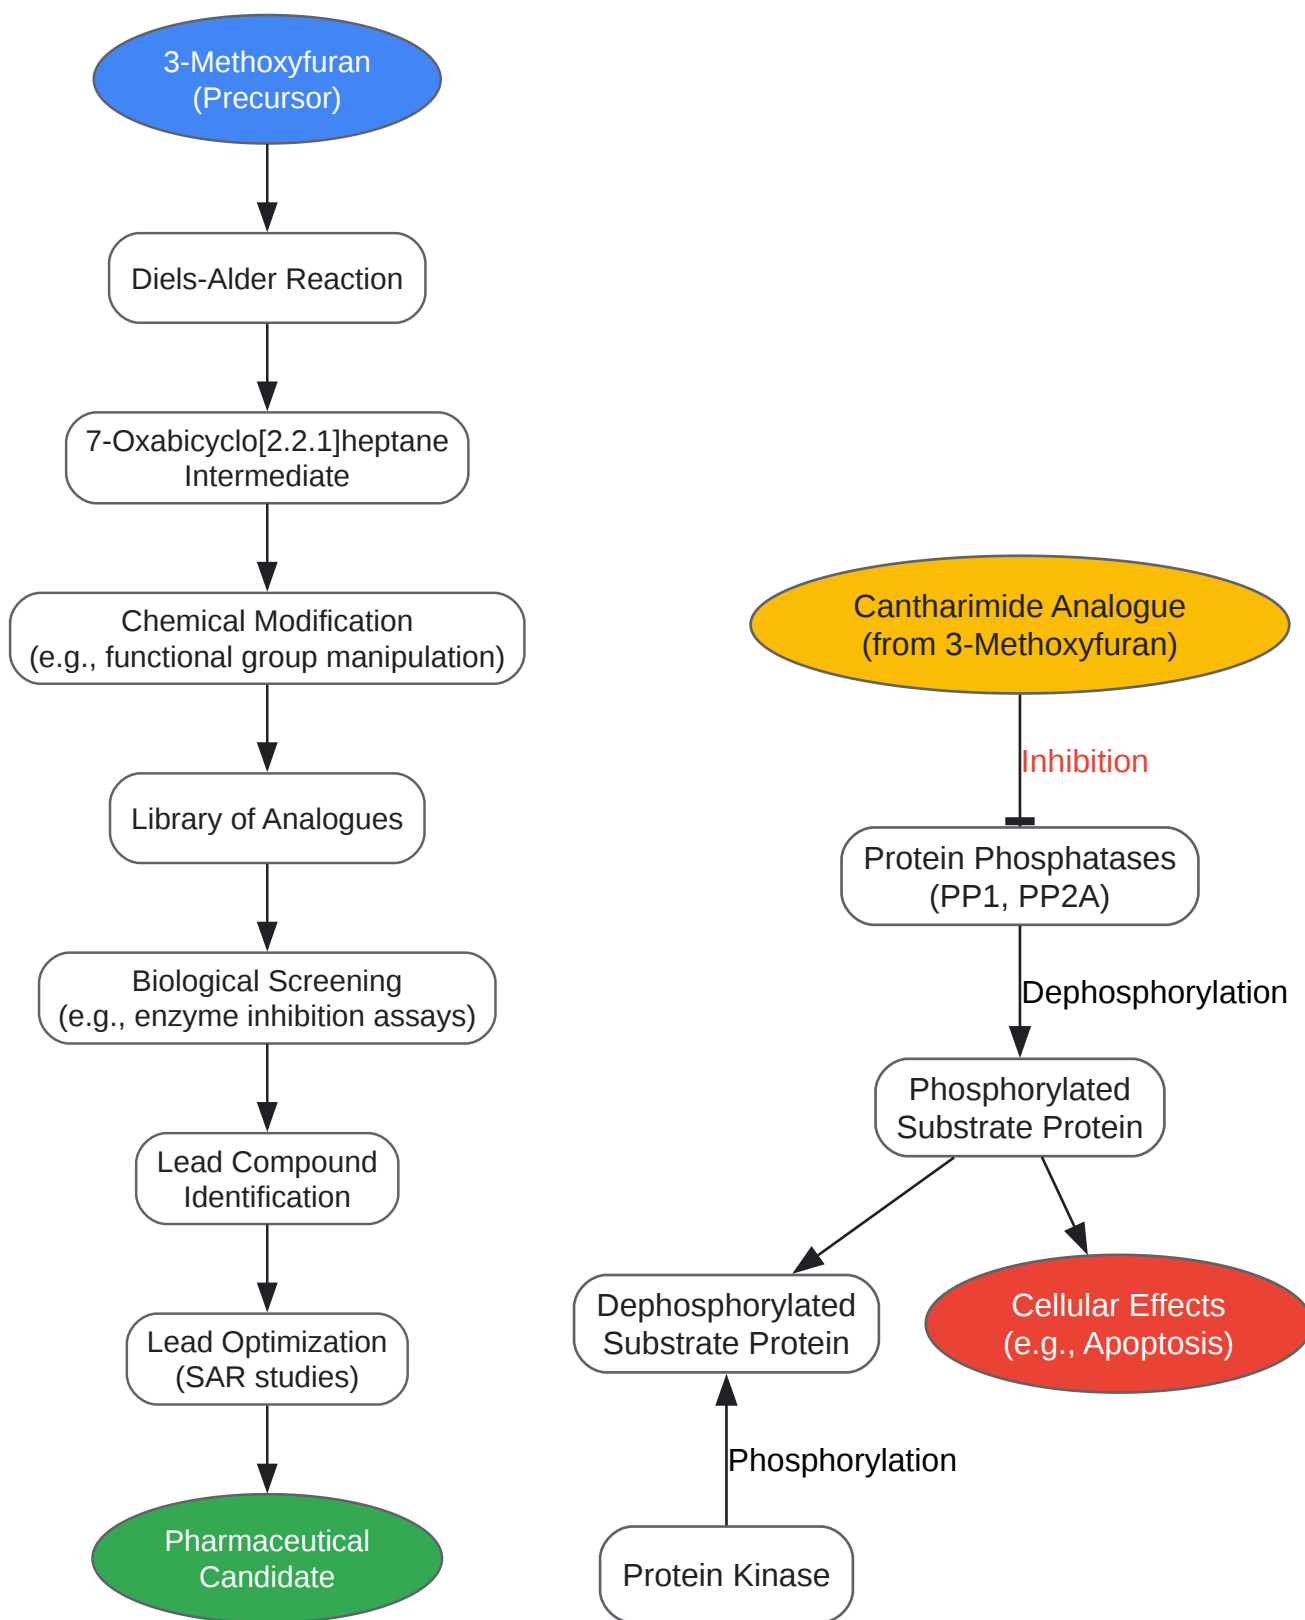 3-Methoxyfuran
(Precursor)
Diels-Alder Reaction
7-Oxabicyclo[2.2.1]heptane
Intermediate
Chemical Modification
(e.g., functional group manipulation)
Library of Analogues
Biological Screening
(e.g., enzyme inhibition assays)
Lead Compound
Identification
Lead Optimization
(SAR studies)
Pharmaceutical
Candidate
Cantharimide Analogue
(from 3-Methoxyfuran)
Inhibition
Protein Phosphatases
(PP1, PP2A)
Dephosphorylation
Phosphorylated
Substrate Protein
Dephosphorylated
Substrate Protein
Cellular Effects
(e.g., Apoptosis)
Phosphorylation
Protein Kinase